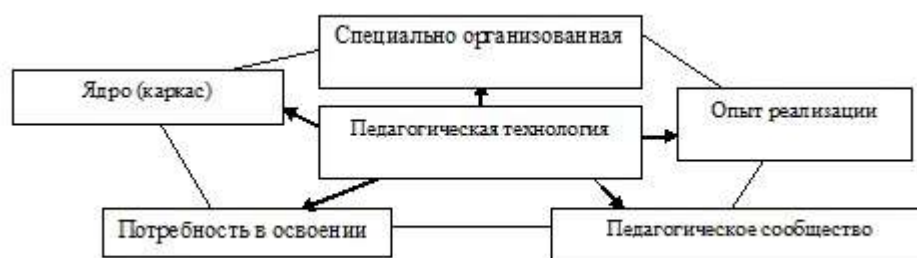 Специально организованная
Ядро (каркас)
Опыт реализации
Педагогическая технология
Потребность в освоении
Педагогическое сообщество